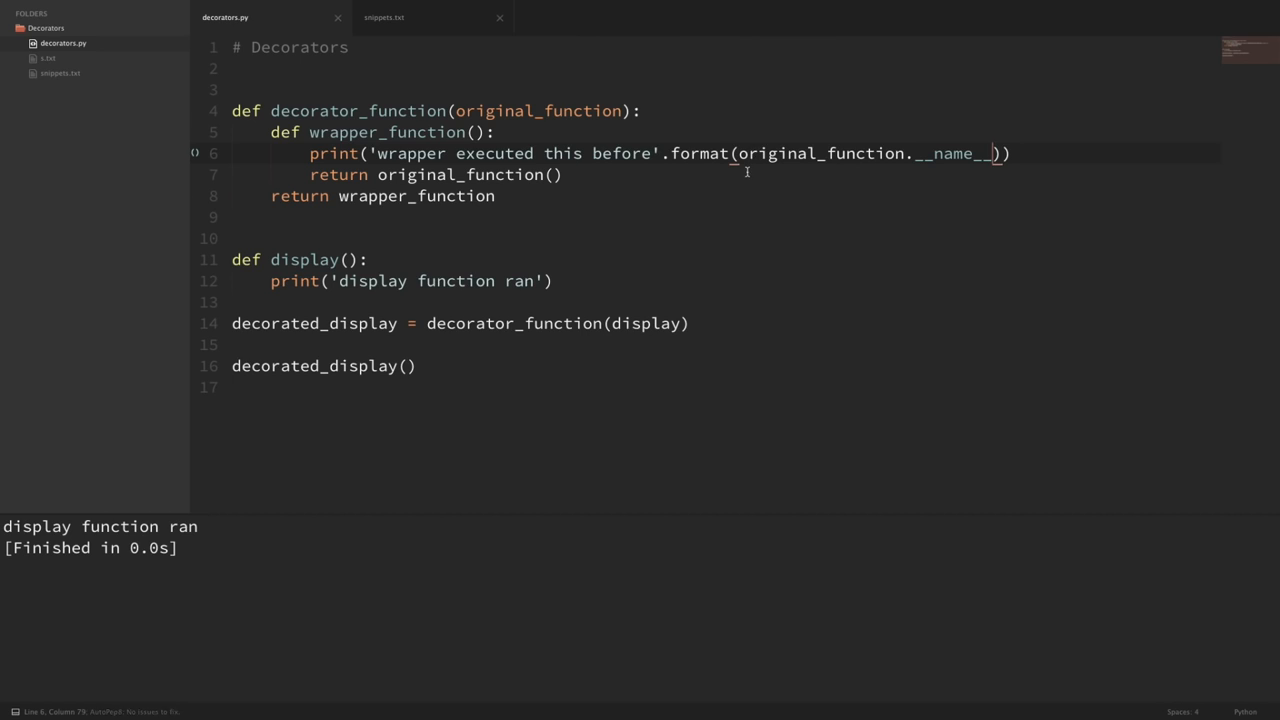 FOLDERS
Decorators
decorators.py
s.txt
snippets.txt
decorators.py
snippets.txt
1 # Decorators
2
3
4 def decorator_function(original_function):
5     def wrapper_function():
6         print('wrapper executed this before'.format(original_function.__name__))
7         return original_function()
8     return wrapper_function
9
10
11 def display():
12     print('display function ran')
13
14 decorated_display = decorator_function(display)
15
16 decorated_display()
17
display function ran
[Finished in 0.0s]
Line 6, Column 79; AutoPep8: No issues to fix.
Spaces: 4
Python